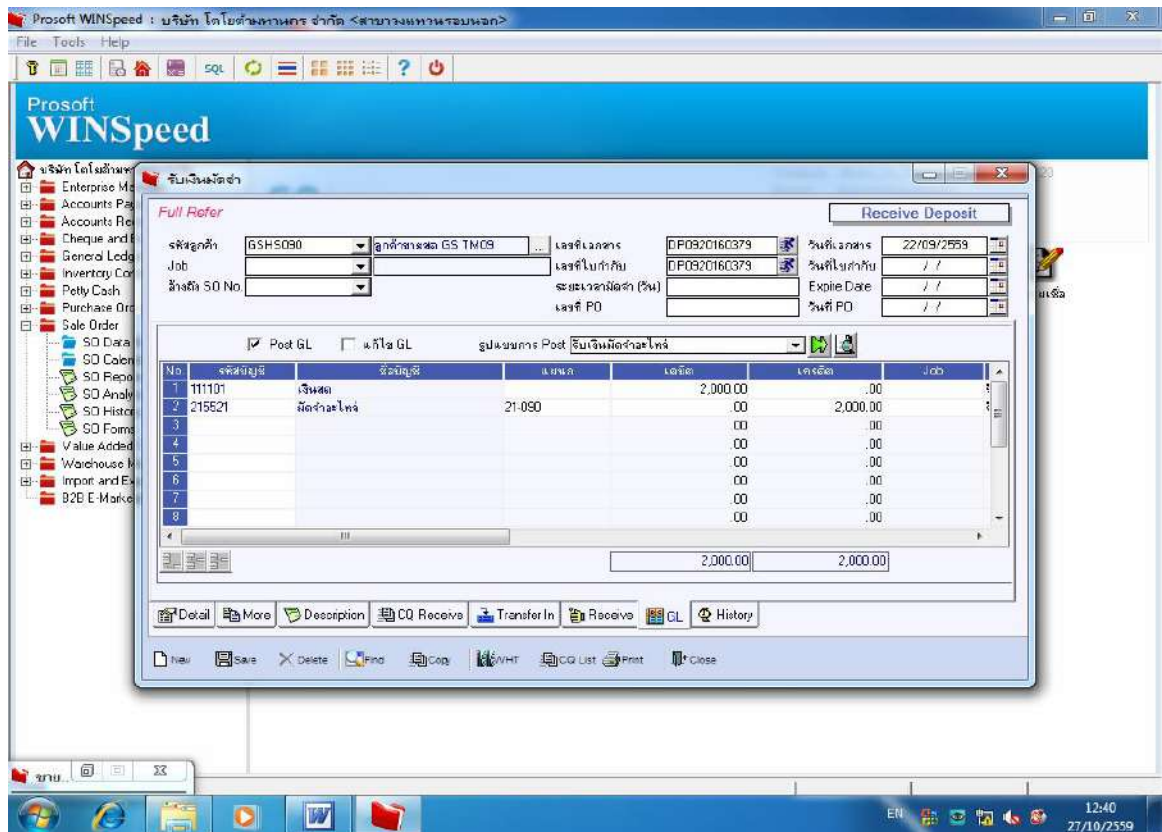 Prosoft WINSpeed : บริษัท โตโยต้ามหานคร จำกัด <สาขาวงแหวนรอบนอก>
File Tools Help
SQL
Prosoft
WINSpeed
Enterprise Ma
Accounts Pay
Accounts Re
Cheque and B
General Ledg
Inventory Con
Petty Cash
Purchase Ord
Sale Order
SO Data
SO Calen
SO Repo
SO Analy
SO Histor
SO Forms
Value Added
Warehouse M
Import and Ex
B2B E-Marke
รับเงินมัดจำ
Full Refer
Receive Deposit
รหัสลูกค้า GSHS090 ลูกค้าขายสด GS TM09 ... เลขที่เอกสาร DP0920160379 วันที่เอกสาร 22/09/2559
Job เลขที่ใบกำกับ DP0920160379 วันที่ใบกำกับ / /
อ้างถึง SO No. ระยะเวลามัดจำ (วัน) Expire Date / /
เลขที่ PO วันที่ PO / /
Post GL แก้ไข GL รูปแบบการ Post รับเงินมัดจำอะไหล่
No. รหัสบัญชี ชื่อบัญชี แผนก เดบิต เครดิต Job
1 111101 เงินสด 2,000.00 .00
2 215521 มัดจำอะไหล่ 21-090 .00 2,000.00
3 .00 .00
4 .00 .00
5 .00 .00
6 .00 .00
7 .00 .00
8 .00 .00
2,000.00 2,000.00
Detail More Description CQ Receive Transfer In Receive GL History
New Save Delete Find Copy WHT CQ List Print Close
ขาย...
EN 12:40
27/10/2559